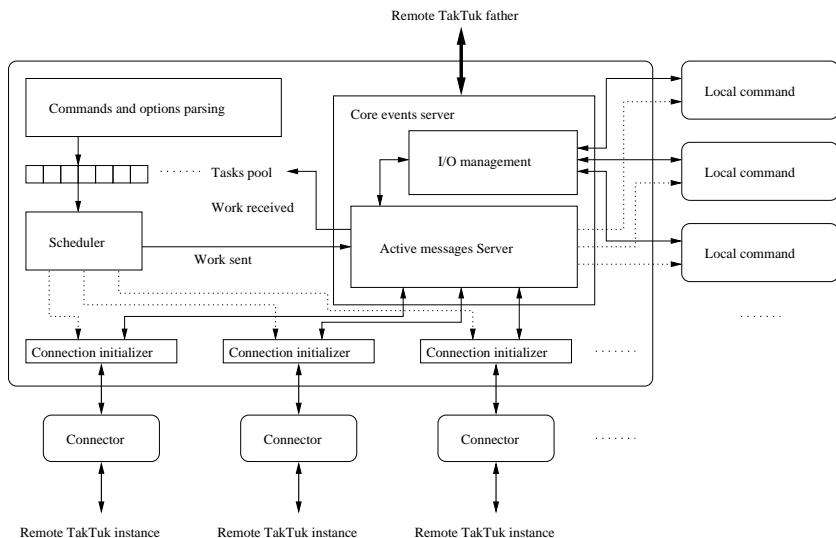 Remote TakTuk father
Commands and options parsing
Core events server
Local command
I/O management
Tasks pool
Local command
Work received
Scheduler
Active messages Server
Local command
Work sent
Connection initializer
Connection initializer
Connection initializer
Connector
Connector
Connector
Remote TakTuk instance
Remote TakTuk instance
Remote TakTuk instance